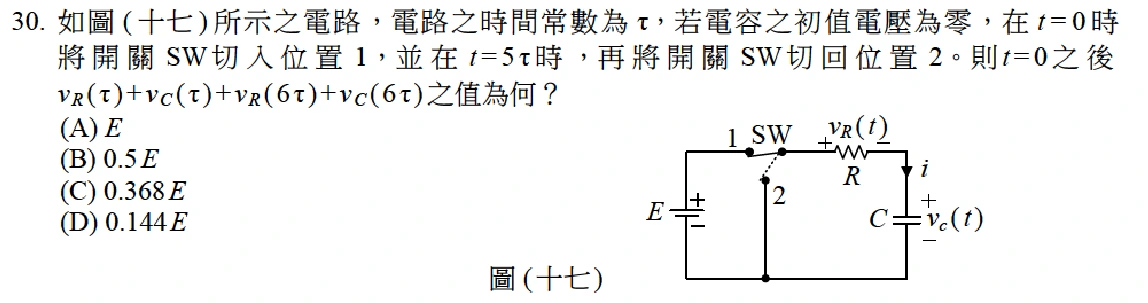 30. 如圖(十七)所示之電路，電路之時間常數為 τ，若電容之初值電壓為零，在 t=0時
將開關 SW切入位置 1，並在 t=5τ時，再將開關 SW切回位置 2。則t=0之後
vR(τ)+vC(τ)+vR(6τ)+vC(6τ)之值為何？
(A) E
(B) 0.5E
(C) 0.368E
(D) 0.144E
1 SW
+ vR(t) −
R
i
2
E
+
−
C
+
vc(t)
−
圖(十七)